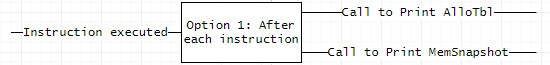 Instruction executed
Option 1: After
each instruction
Call to Print AlloTbl
Call to Print MemSnapshot